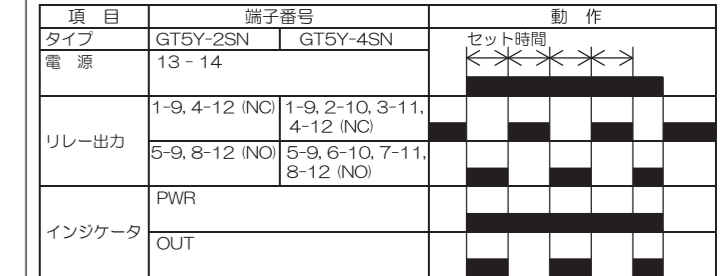 項 目 端子番号 動 作
タイプ GT5Y-2SN GT5Y-4SN セット時間
電 源 13 - 14
リレー出力 1-9, 4-12 (NC) 1-9, 2-10, 3-11,
4-12 (NC)
5-9, 8-12 (NO) 5-9, 6-10, 7-11,
8-12 (NO)
インジケータ PWR
OUT